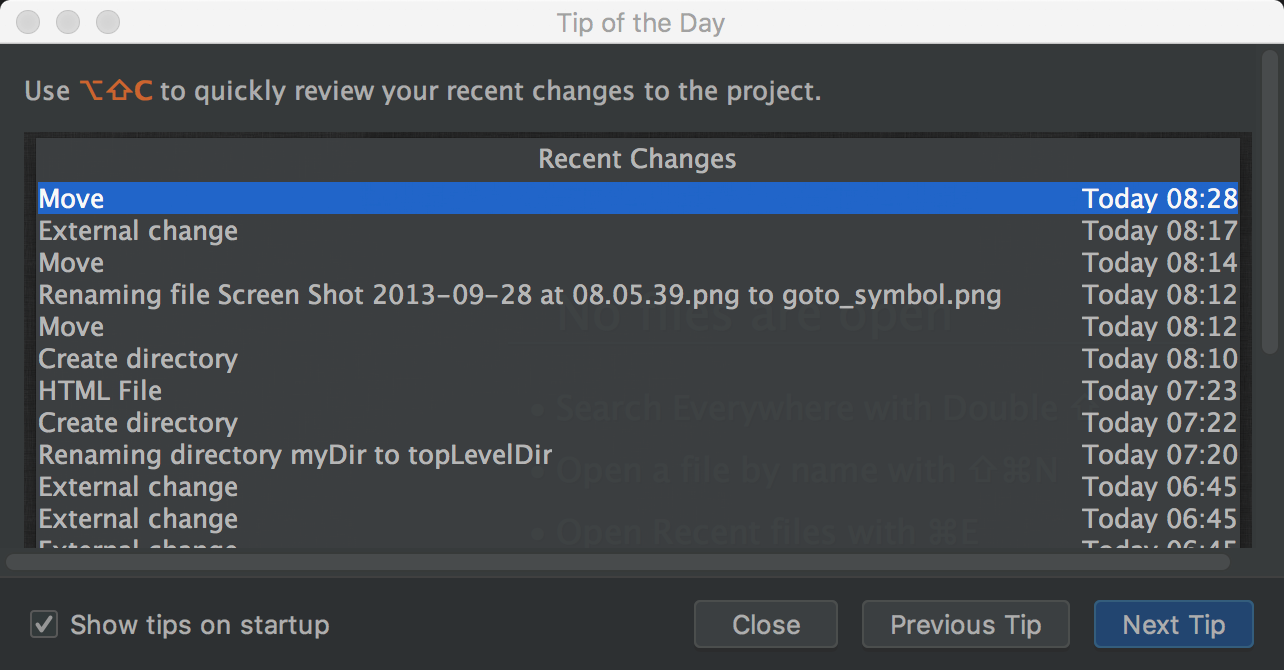 Tip of the Day
Use ⌥⇧C to quickly review your recent changes to the project.
Recent Changes
Move Today 08:28
External change Today 08:17
Move Today 08:14
Renaming file Screen Shot 2013-09-28 at 08.05.39.png to goto_symbol.png Today 08:12
No files are open
Move Today 08:12
Create directory Today 08:10
HTML File Today 07:23
Search Everywhere with Double
Create directory Today 07:22
Renaming directory myDir to topLevelDir Today 07:20
• Open a file by name with ⇧⌘N
External change Today 06:45
External change Today 06:45
• Open Recent files with ⌘E
External change Today 06:45
Show tips on startup Close Previous Tip Next Tip